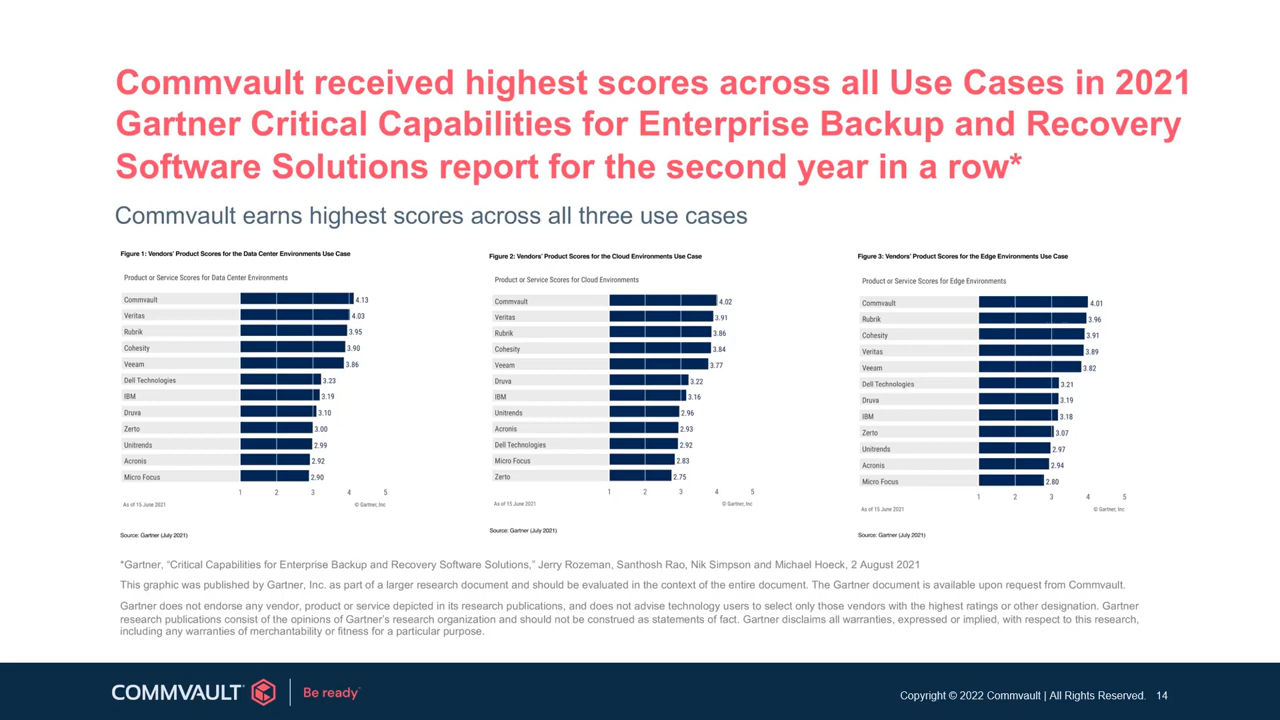 Commvault received highest scores across all Use Cases in 2021
Gartner Critical Capabilities for Enterprise Backup and Recovery
Software Solutions report for the second year in a row*
Commvault earns highest scores across all three use cases
Figure 1: Vendors' Product Scores for the Data Center Environments Use Case
Product or Service Scores for Data Center Environments
Commvault 4.13
Veritas 4.03
Rubrik 3.95
Cohesity 3.90
Veeam 3.86
Dell Technologies 3.23
IBM 3.19
Druva 3.10
Zerto 3.00
Unitrends 2.99
Acronis 2.92
Micro Focus 2.90
1 2 3 4 5
As of 15 June 2021 © Gartner, Inc
Source: Gartner (July 2021)
Figure 2: Vendors' Product Scores for the Cloud Environments Use Case
Product or Service Scores for Cloud Environments
Commvault 4.02
Veritas 3.91
Rubrik 3.86
Cohesity 3.84
Veeam 3.77
Druva 3.22
IBM 3.16
Unitrends 2.96
Acronis 2.93
Dell Technologies 2.92
Micro Focus 2.83
Zerto 2.75
1 2 3 4 5
As of 15 June 2021 © Gartner, Inc
Source: Gartner (July 2021)
Figure 3: Vendors' Product Scores for the Edge Environments Use Case
Product or Service Scores for Edge Environments
Commvault 4.01
Rubrik 3.96
Cohesity 3.91
Veritas 3.89
Veeam 3.82
Dell Technologies 3.21
Druva 3.19
IBM 3.18
Zerto 3.07
Unitrends 2.97
Acronis 2.94
Micro Focus 2.80
1 2 3 4 5
As of 15 June 2021 © Gartner, Inc
Source: Gartner (July 2021)
*Gartner, "Critical Capabilities for Enterprise Backup and Recovery Software Solutions," Jerry Rozeman, Santhosh Rao, Nik Simpson and Michael Hoeck, 2 August 2021
This graphic was published by Gartner, Inc. as part of a larger research document and should be evaluated in the context of the entire document. The Gartner document is available upon request from Commvault.
Gartner does not endorse any vendor, product or service depicted in its research publications, and does not advise technology users to select only those vendors with the highest ratings or other designation. Gartner
research publications consist of the opinions of Gartner's research organization and should not be construed as statements of fact. Gartner disclaims all warranties, expressed or implied, with respect to this research,
including any warranties of merchantability or fitness for a particular purpose.
COMMVAULT Be ready
Copyright © 2022 Commvault | All Rights Reserved. 14